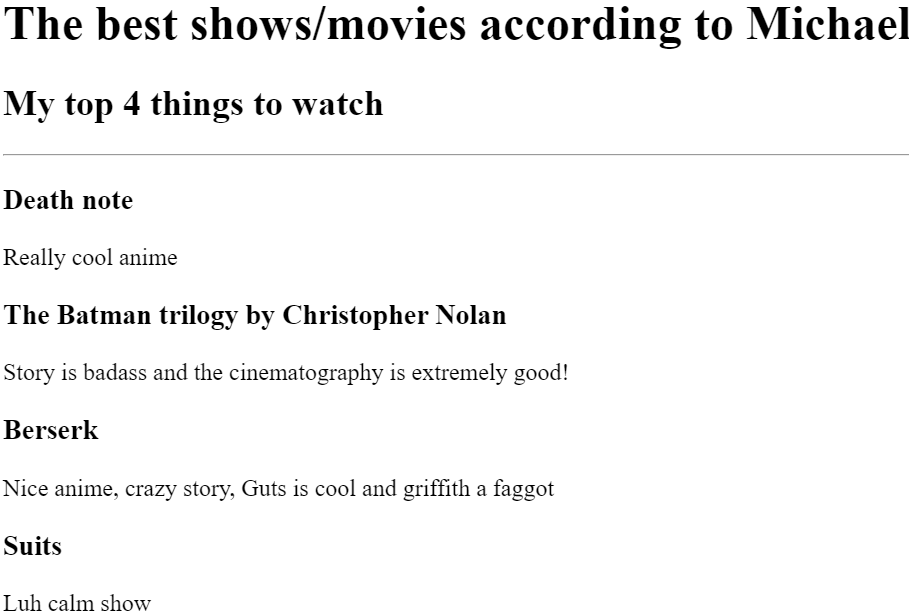 The best shows/movies according to Michael
My top 4 things to watch
Death note
Really cool anime
The Batman trilogy by Christopher Nolan
Story is badass and the cinematography is extremely good!
Berserk
Nice anime, crazy story, Guts is cool and griffith a faggot
Suits
Luh calm show